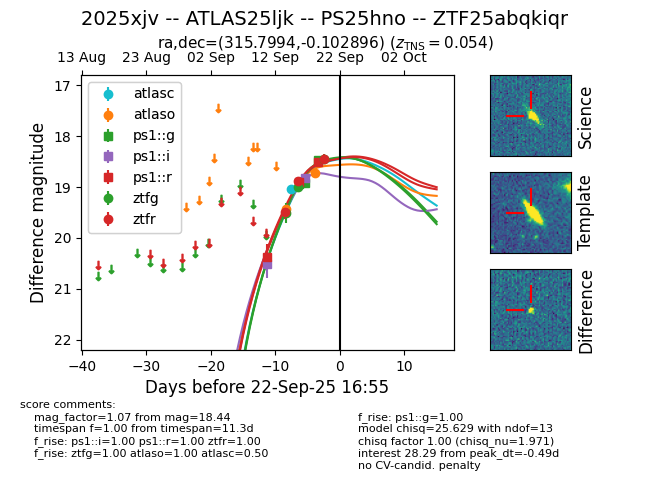 2025xjv -- ATLAS25ljk -- PS25hno -- ZTF25abqkiqr
ra,dec=(315.7994,-0.102896) (z_TNS = 0.054)
13 Aug 23 Aug 02 Sep 12 Sep 22 Sep 02 Oct
17
18
19
20
21
22
Difference magnitude
atlasc
atlaso
ps1::g
ps1::i
ps1::r
ztfg
ztfr
−40 −30 −20 −10 0 10
Days before 22-Sep-25 16:55
Science
Template
Difference
score comments:
mag_factor=1.07 from mag=18.44
timespan f=1.00 from timespan=11.3d
f_rise: ps1::i=1.00 ps1::r=1.00 ztfr=1.00
f_rise: ztfg=1.00 atlaso=1.00 atlasc=0.50
f_rise: ps1::g=1.00
model chisq=25.629 with ndof=13
chisq factor 1.00 (chisq_nu=1.971)
interest 28.29 from peak_dt=-0.49d
no CV-candid. penalty